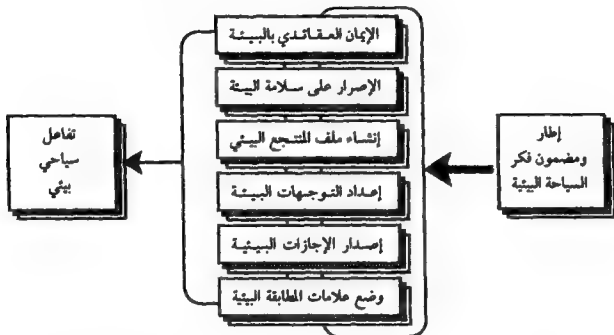 إطار
ومضمون فكر
السياحة البيئية
الإيمان العقائدي بالبيئة
الإصرار على سلامة البيئة
إنشاء ملف المنتجع البيئي
إعداد التوجهات البيئة
إصدار الإجازات البيئية
وضع علامات المطابقة البيئية
تفاعل
سياحي
بيئي